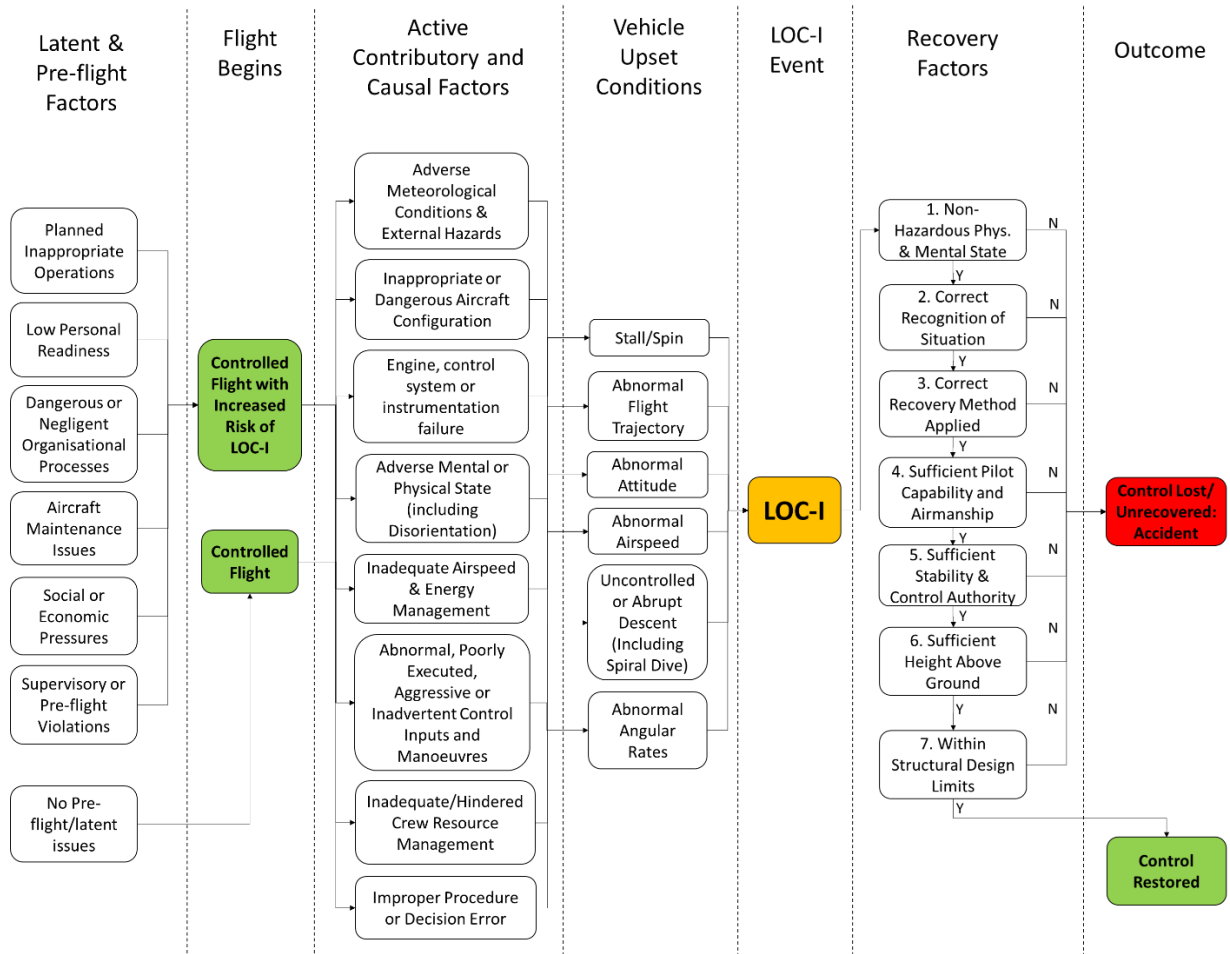 Latent &
Pre-flight
Factors
Flight
Begins
Active
Contributory and
Causal Factors
Vehicle
Upset
Conditions
LOC-I
Event
Recovery
Factors
Outcome
Planned
Inappropriate
Operations
Low Personal
Readiness
Dangerous or
Negligent
Organisational
Processes
Aircraft
Maintenance
Issues
Social or
Economic
Pressures
Supervisory or
Pre-flight
Violations
No Pre-
flight/latent
issues
Controlled
Flight with
Increased
Risk of
LOC-I
Controlled
Flight
Adverse
Meteorological
Conditions &
External Hazards
Inappropriate or
Dangerous Aircraft
Configuration
Engine, control
system or
instrumentation
failure
Adverse Mental or
Physical State
(including
Disorientation)
Inadequate Airspeed
& Energy
Management
Abnormal, Poorly
Executed,
Aggressive or
Inadvertent Control
Inputs and
Manoeuvres
Inadequate/Hindered
Crew Resource
Management
Improper Procedure
or Decision Error
Stall/Spin
Abnormal
Flight
Trajectory
Abnormal
Attitude
Abnormal
Airspeed
Uncontrolled
or Abrupt
Descent
(Including
Spiral Dive)
Abnormal
Angular
Rates
LOC-I
1. Non-
Hazardous Phys.
& Mental State
N
Y
2. Correct
Recognition of
Situation
N
Y
3. Correct
Recovery Method
Applied
N
Y
4. Sufficient Pilot
Capability and
Airmanship
N
Y
5. Sufficient
Stability &
Control Authority
N
Y
6. Sufficient
Height Above
Ground
N
Y
7. Within
Structural Design
Limits
N
Y
Control Lost/
Unrecovered:
Accident
Control
Restored